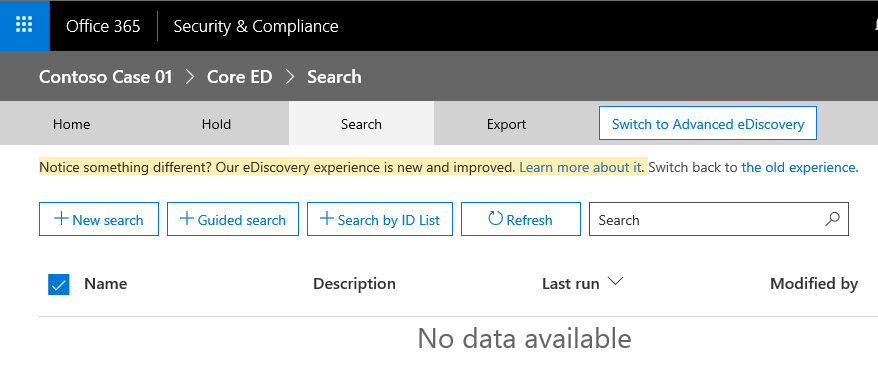 Office 365 Security & Compliance
Contoso Case 01 > Core ED > Search
Home Hold Search Export Switch to Advanced eDiscovery
Notice something different? Our eDiscovery experience is new and improved. Learn more about it. Switch back to the old experience.
+ New search + Guided search + Search by ID List Refresh Search
Name Description Last run Modified by
No data available